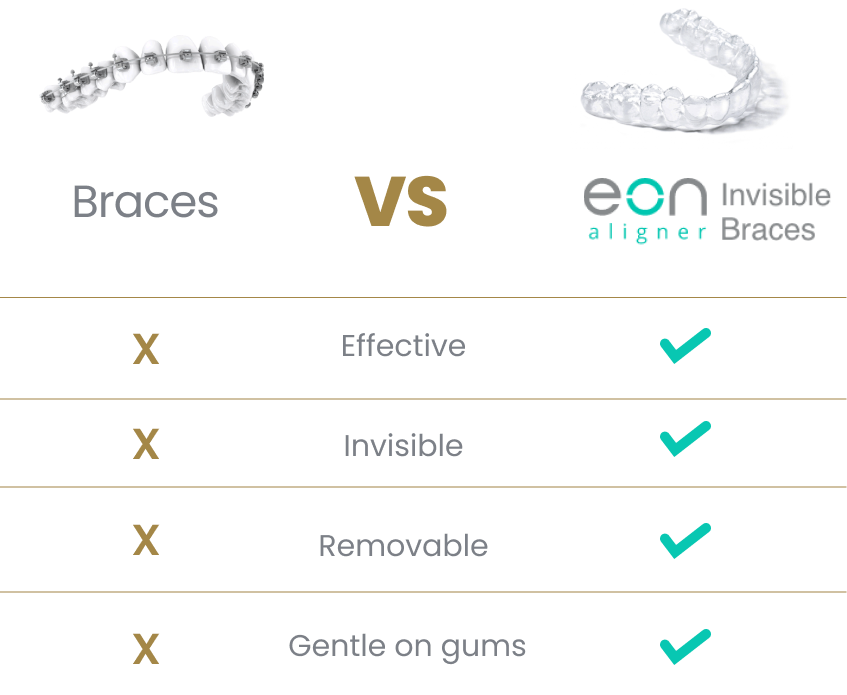 Braces
VS
eon
aligner
Invisible
Braces
X Effective
X Invisible
X Removable
X Gentle on gums